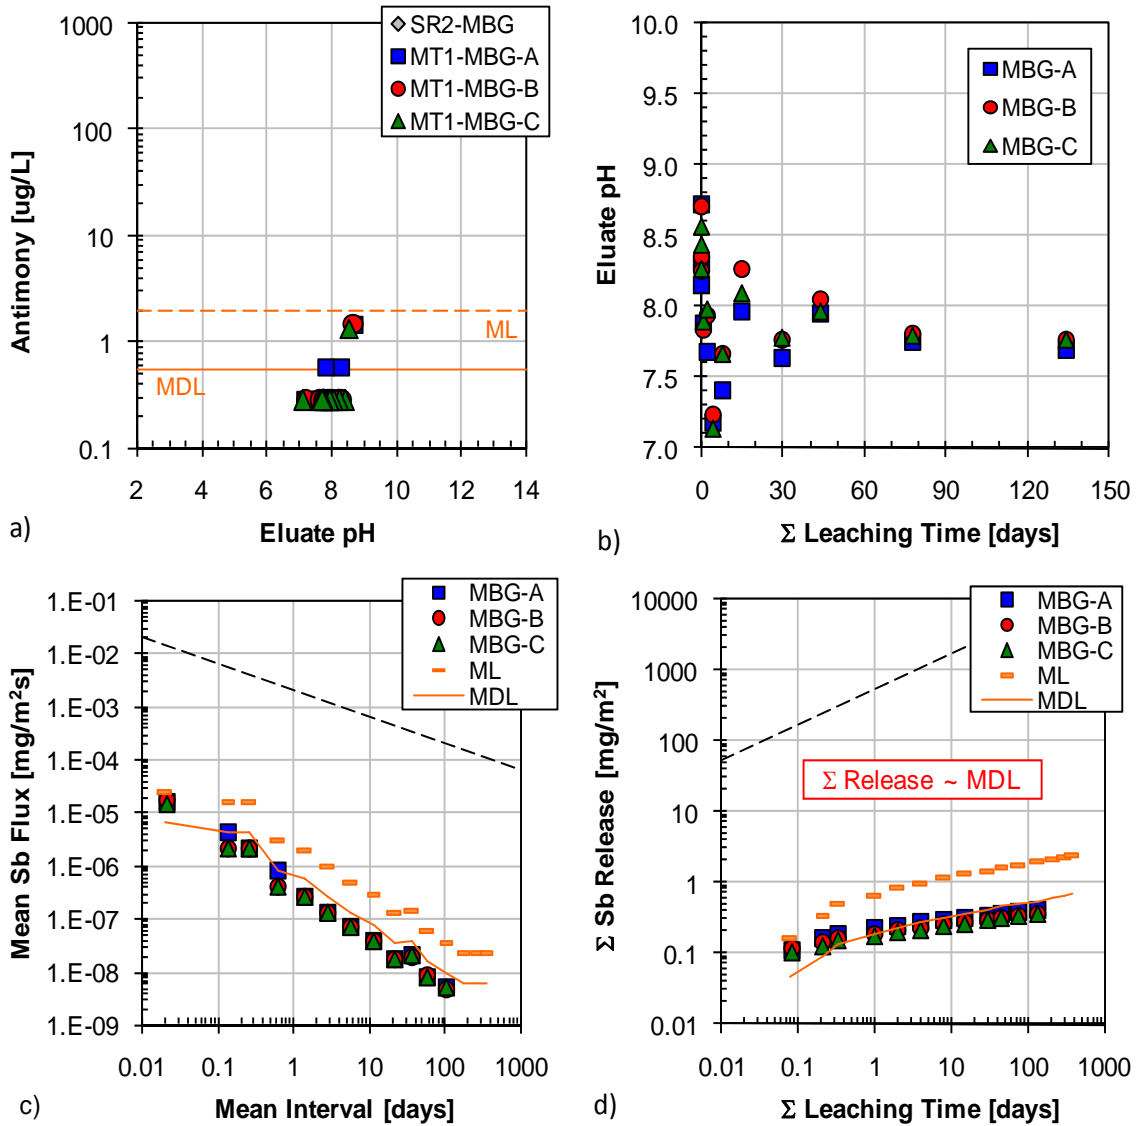 1000
100
10
1
0.1
Antimony [ug/L]
SR2-MBG
MT1-MBG-A
MT1-MBG-B
MT1-MBG-C
ML
MDL
2 4 6 8 10 12 14
Eluate pH
a)
10.0
9.5
9.0
8.5
8.0
7.5
7.0
Eluate pH
MBG-A
MBG-B
MBG-C
0 30 60 90 120 150
Σ Leaching Time [days]
b)
1.E-01
1.E-02
1.E-03
1.E-04
1.E-05
1.E-06
1.E-07
1.E-08
1.E-09
Mean Sb Flux [mg/m²s]
MBG-A
MBG-B
MBG-C
ML
MDL
0.01 0.1 1 10 100 1000
Mean Interval [days]
c)
10000
1000
100
10
1
0.1
0.01
Σ Sb Release [mg/m²]
MBG-A
MBG-B
MBG-C
ML
MDL
Σ Release ~ MDL
0.01 0.1 1 10 100 1000
Σ Leaching Time [days]
d)